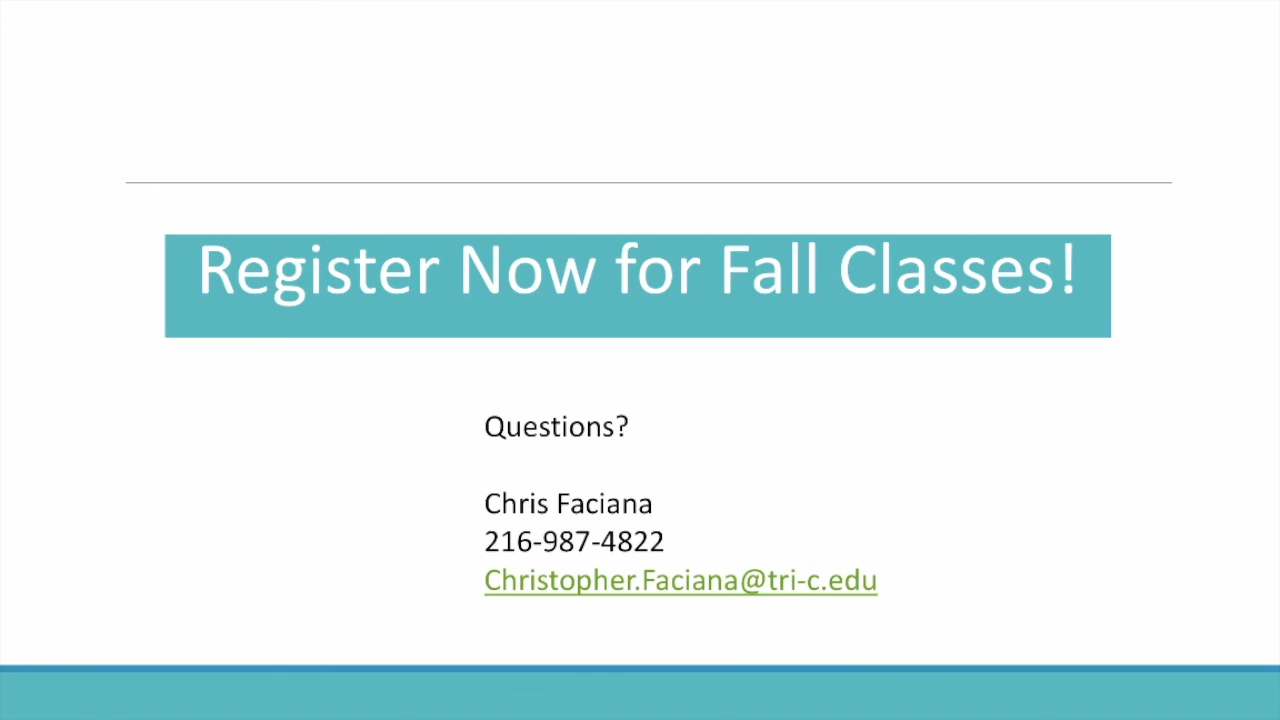 Register Now for Fall Classes!
Questions?
Chris Faciana
216-987-4822
Christopher.Faciana@tri-c.edu